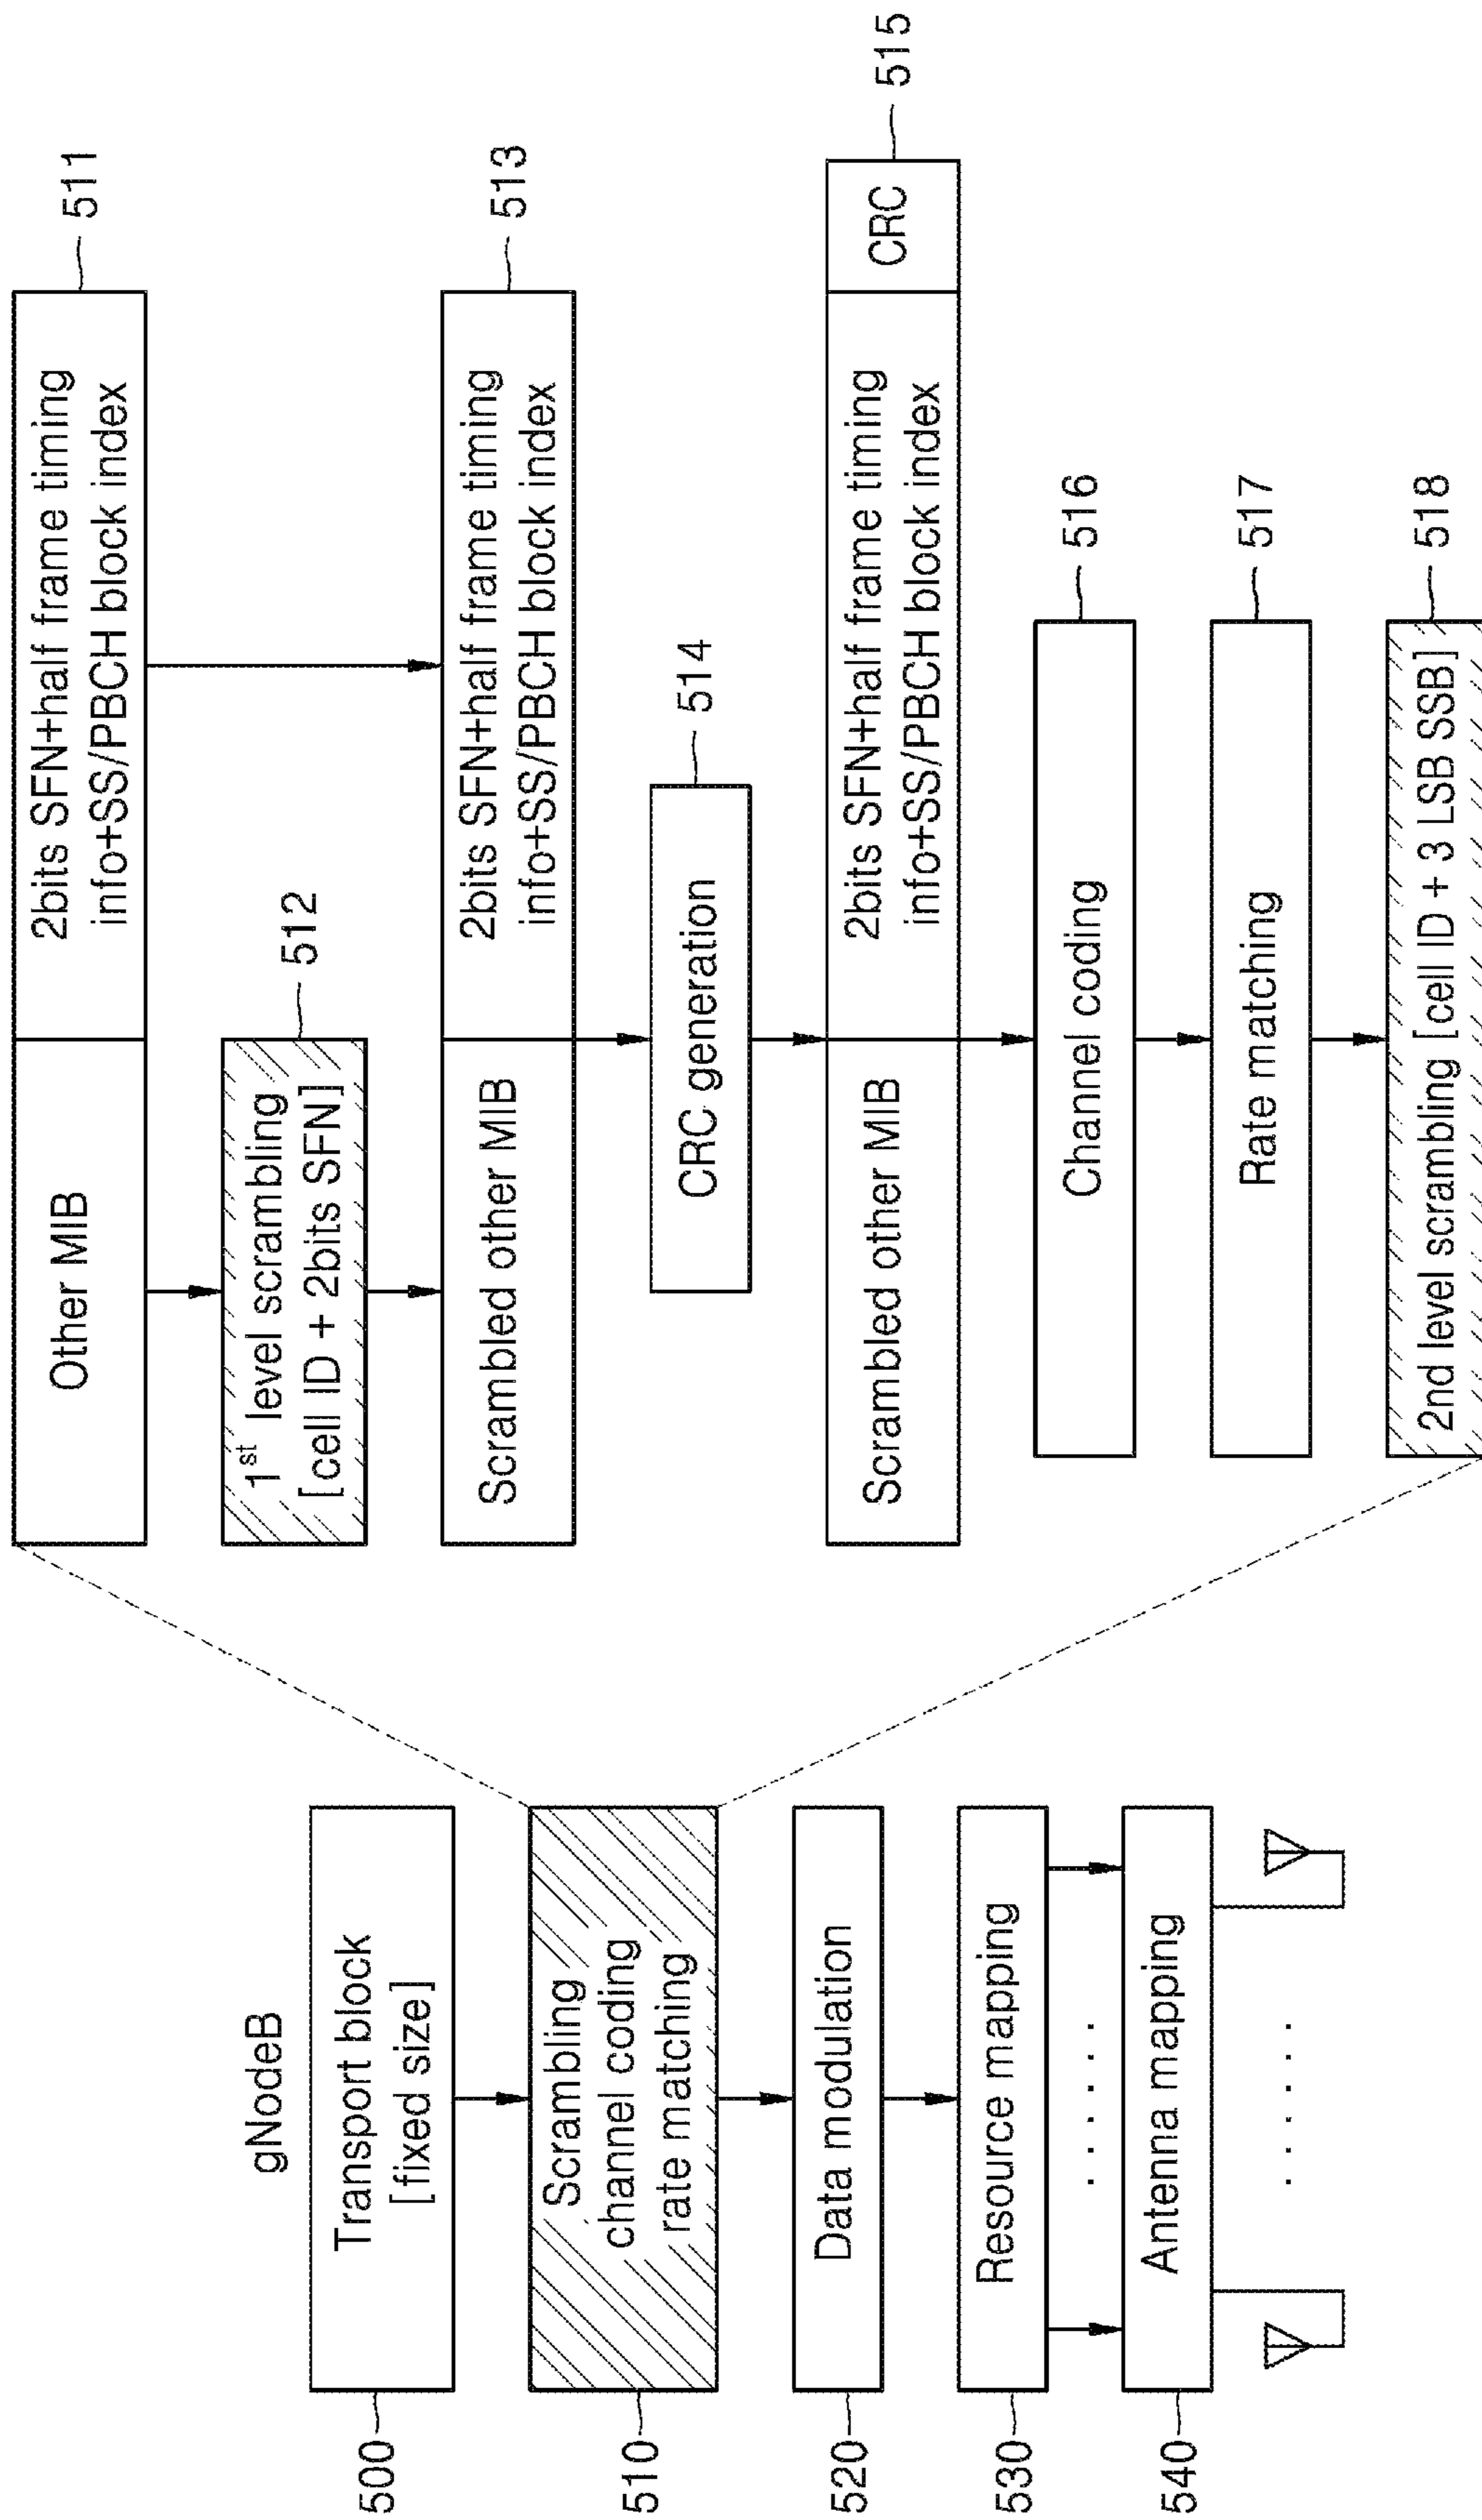 gNodeB
500
Transport block
[fixed size]
510
Scrambling
channel coding
rate matching
520
Data modulation
530
Resource mapping
540
Antenna mapping
Other MIB
2bits SFN+half frame timing
info+SS/PBCH block index
511
1st level scrambling
[cell ID + 2bits SFN]
512
Scrambled other MIB
2bits SFN+half frame timing
info+SS/PBCH block index
513
CRC generation
514
Scrambled other MIB
2bits SFN+half frame timing
info+SS/PBCH block index
CRC
515
Channel coding
516
Rate matching
517
2nd level scrambling [cell ID + 3 LSB SSB]
518